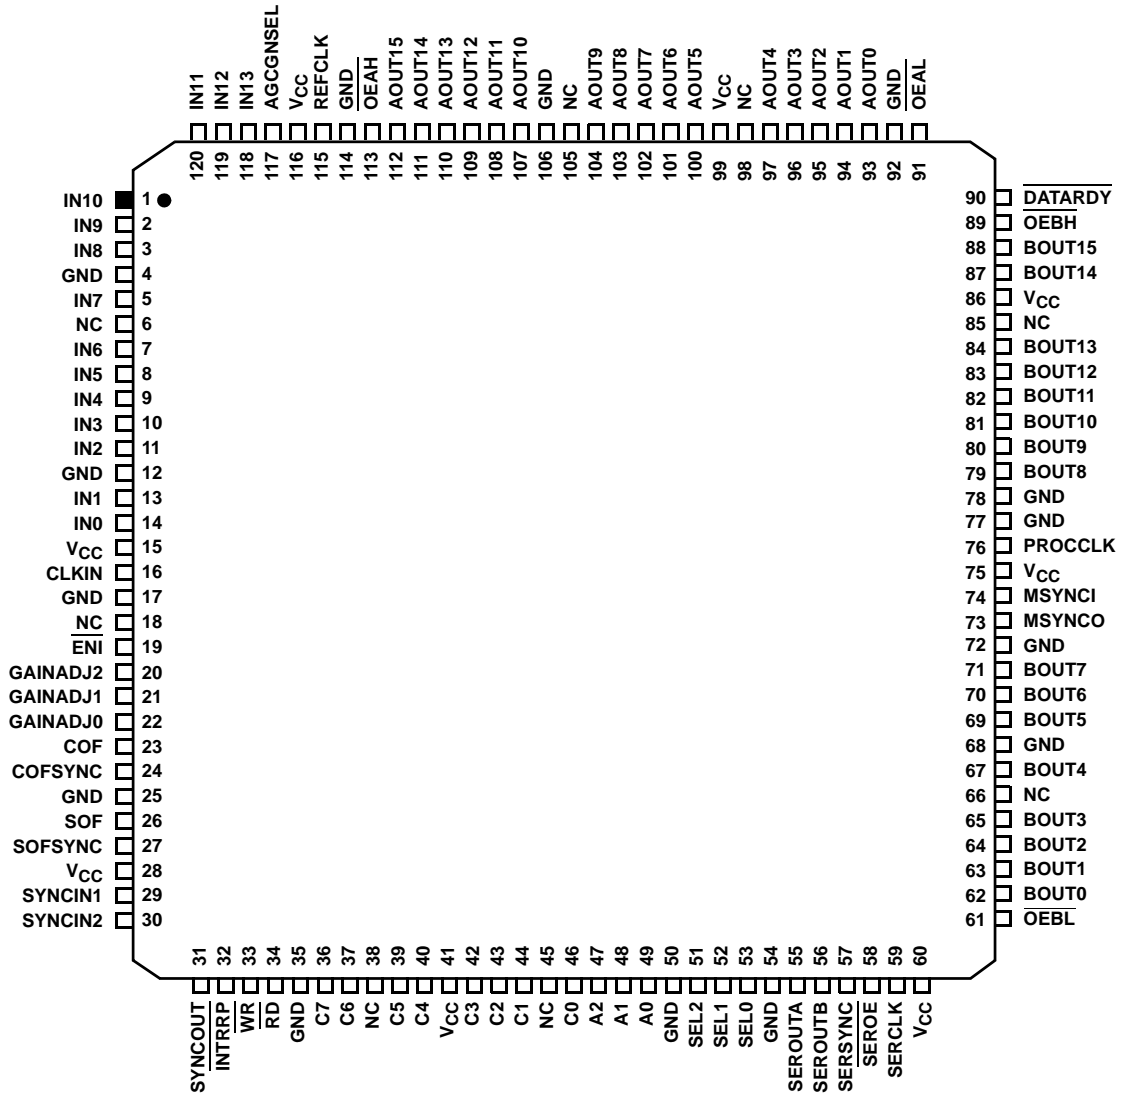 IN11 IN12 IN13 AGCGNSEL VCC REFCLK GND OEAH AOUT15 AOUT14 AOUT13 AOUT12 AOUT11 AOUT10 GND NC AOUT9 AOUT8 AOUT7 AOUT6 AOUT5 VCC NC AOUT4 AOUT3 AOUT2 AOUT1 AOUT0 GND OEAL
120 119 118 117 116 115 114 113 112 111 110 109 108 107 106 105 104 103 102 101 100 99 98 97 96 95 94 93 92 91
IN10 1 90 DATARDY
IN9 2 89 OEBH
IN8 3 88 BOUT15
GND 4 87 BOUT14
IN7 5 86 VCC
NC 6 85 NC
IN6 7 84 BOUT13
IN5 8 83 BOUT12
IN4 9 82 BOUT11
IN3 10 81 BOUT10
IN2 11 80 BOUT9
GND 12 79 BOUT8
IN1 13 78 GND
IN0 14 77 GND
VCC 15 76 PROCCLK
CLKIN 16 75 VCC
GND 17 74 MSYNCI
NC 18 73 MSYNCO
ENI 19 72 GND
GAINADJ2 20 71 BOUT7
GAINADJ1 21 70 BOUT6
GAINADJ0 22 69 BOUT5
COF 23 68 GND
COFSYNC 24 67 BOUT4
GND 25 66 NC
SOF 26 65 BOUT3
SOFSYNC 27 64 BOUT2
VCC 28 63 BOUT1
SYNCIN1 29 62 BOUT0
SYNCIN2 30 61 OEBL
31 32 33 34 35 36 37 38 39 40 41 42 43 44 45 46 47 48 49 50 51 52 53 54 55 56 57 58 59 60
SYNCOUT INTRRP WR RD GND C7 C6 NC C5 C4 VCC C3 C2 C1 NC C0 A2 A1 A0 GND SEL2 SEL1 SEL0 GND SEROUTA SEROUTB SERSYNC SEROE SERCLK VCC